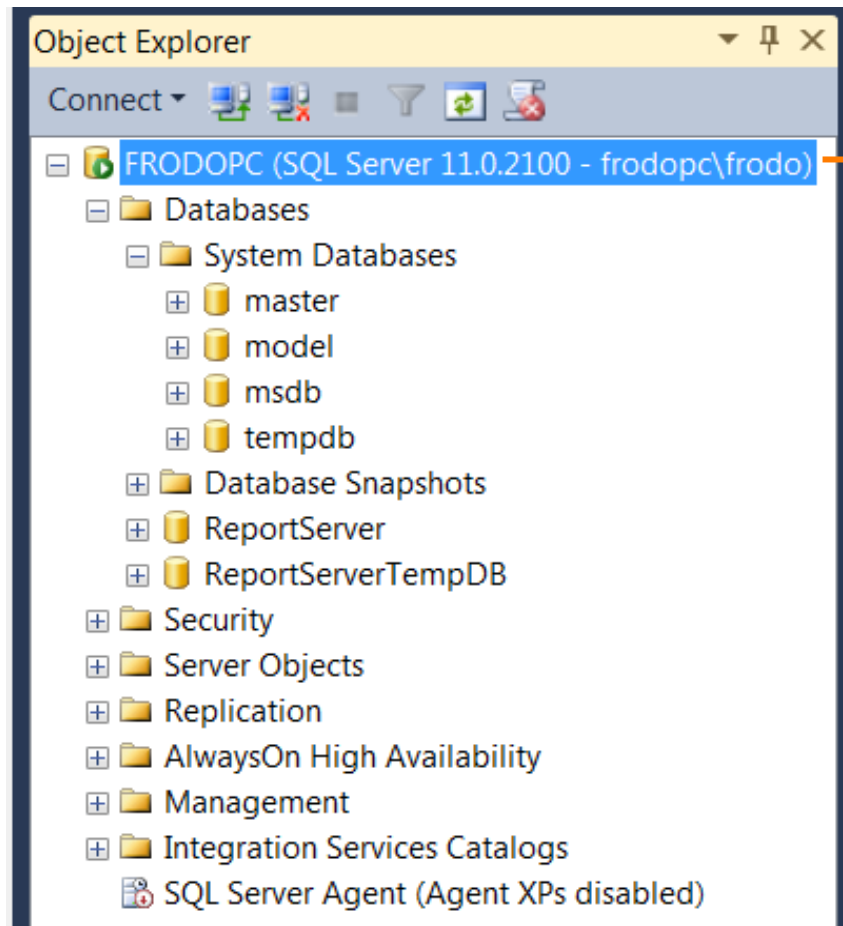 Object Explorer
Connect
FRODOPC (SQL Server 11.0.2100 - frodopc\frodo)
Databases
System Databases
master
model
msdb
tempdb
Database Snapshots
ReportServer
ReportServerTempDB
Security
Server Objects
Replication
AlwaysOn High Availability
Management
Integration Services Catalogs
SQL Server Agent (Agent XPs disabled)